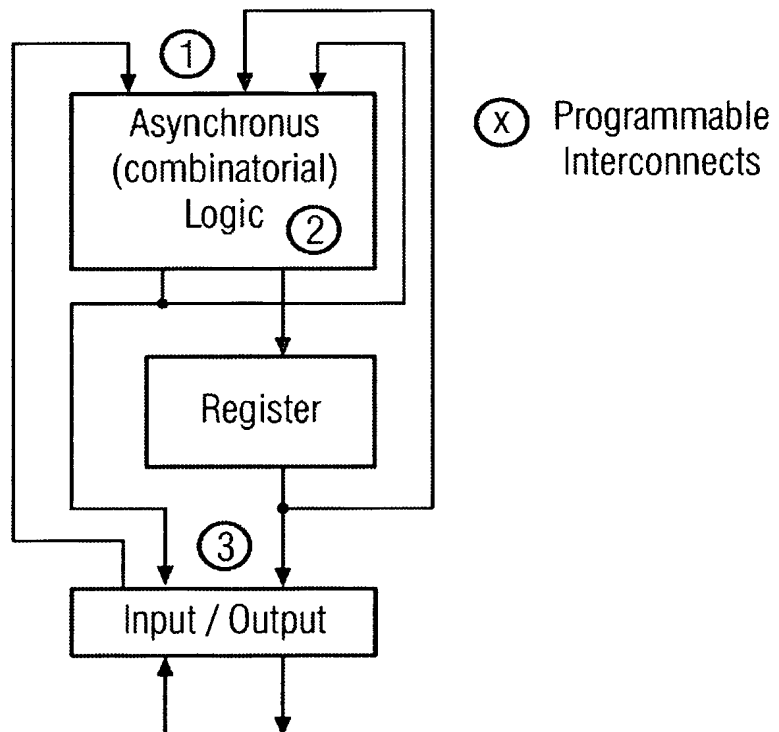 1
Asynchronus
(combinatorial)
Logic
2
X
Programmable
Interconnects
Register
3
Input / Output